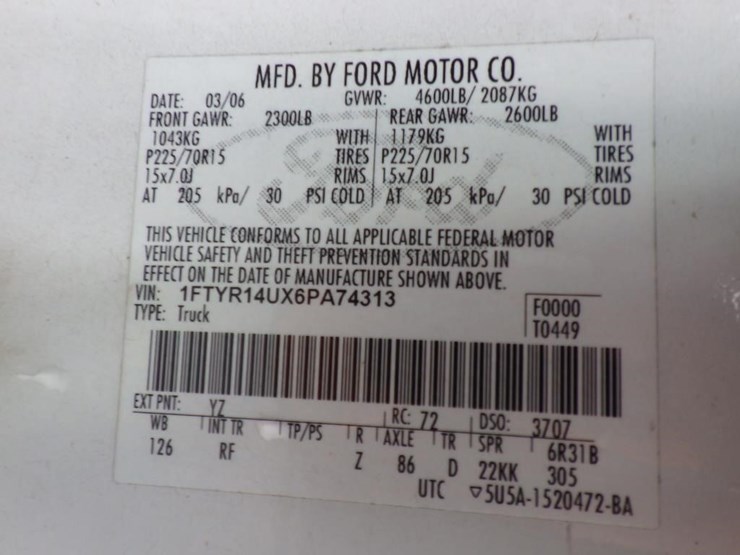 MFD. BY FORD MOTOR CO.
DATE: 03/06 GVWR: 4600LB/ 2087KG
FRONT GAWR: 2300LB REAR GAWR: 2600LB
1043KG WITH 1179KG WITH
P225/70R15 TIRES P225/70R15 TIRES
15x7.0J RIMS 15x7.0J RIMS
AT 205 kPa/ 30 PSI COLD AT 205 kPa/ 30 PSI COLD
THIS VEHICLE CONFORMS TO ALL APPLICABLE FEDERAL MOTOR
VEHICLE SAFETY AND THEFT PREVENTION STANDARDS IN
EFFECT ON THE DATE OF MANUFACTURE SHOWN ABOVE.
VIN: 1FTYR14UX6PA74313 F0000
TYPE: Truck T0449
EXT PNT: YZ RC: 72 DSO: 3707
WB INT TR TP/PS R AXLE TR SPR 6R31B
126 RF Z 86 D 22KK 305
UTC ▽5U5A-1520472-BA